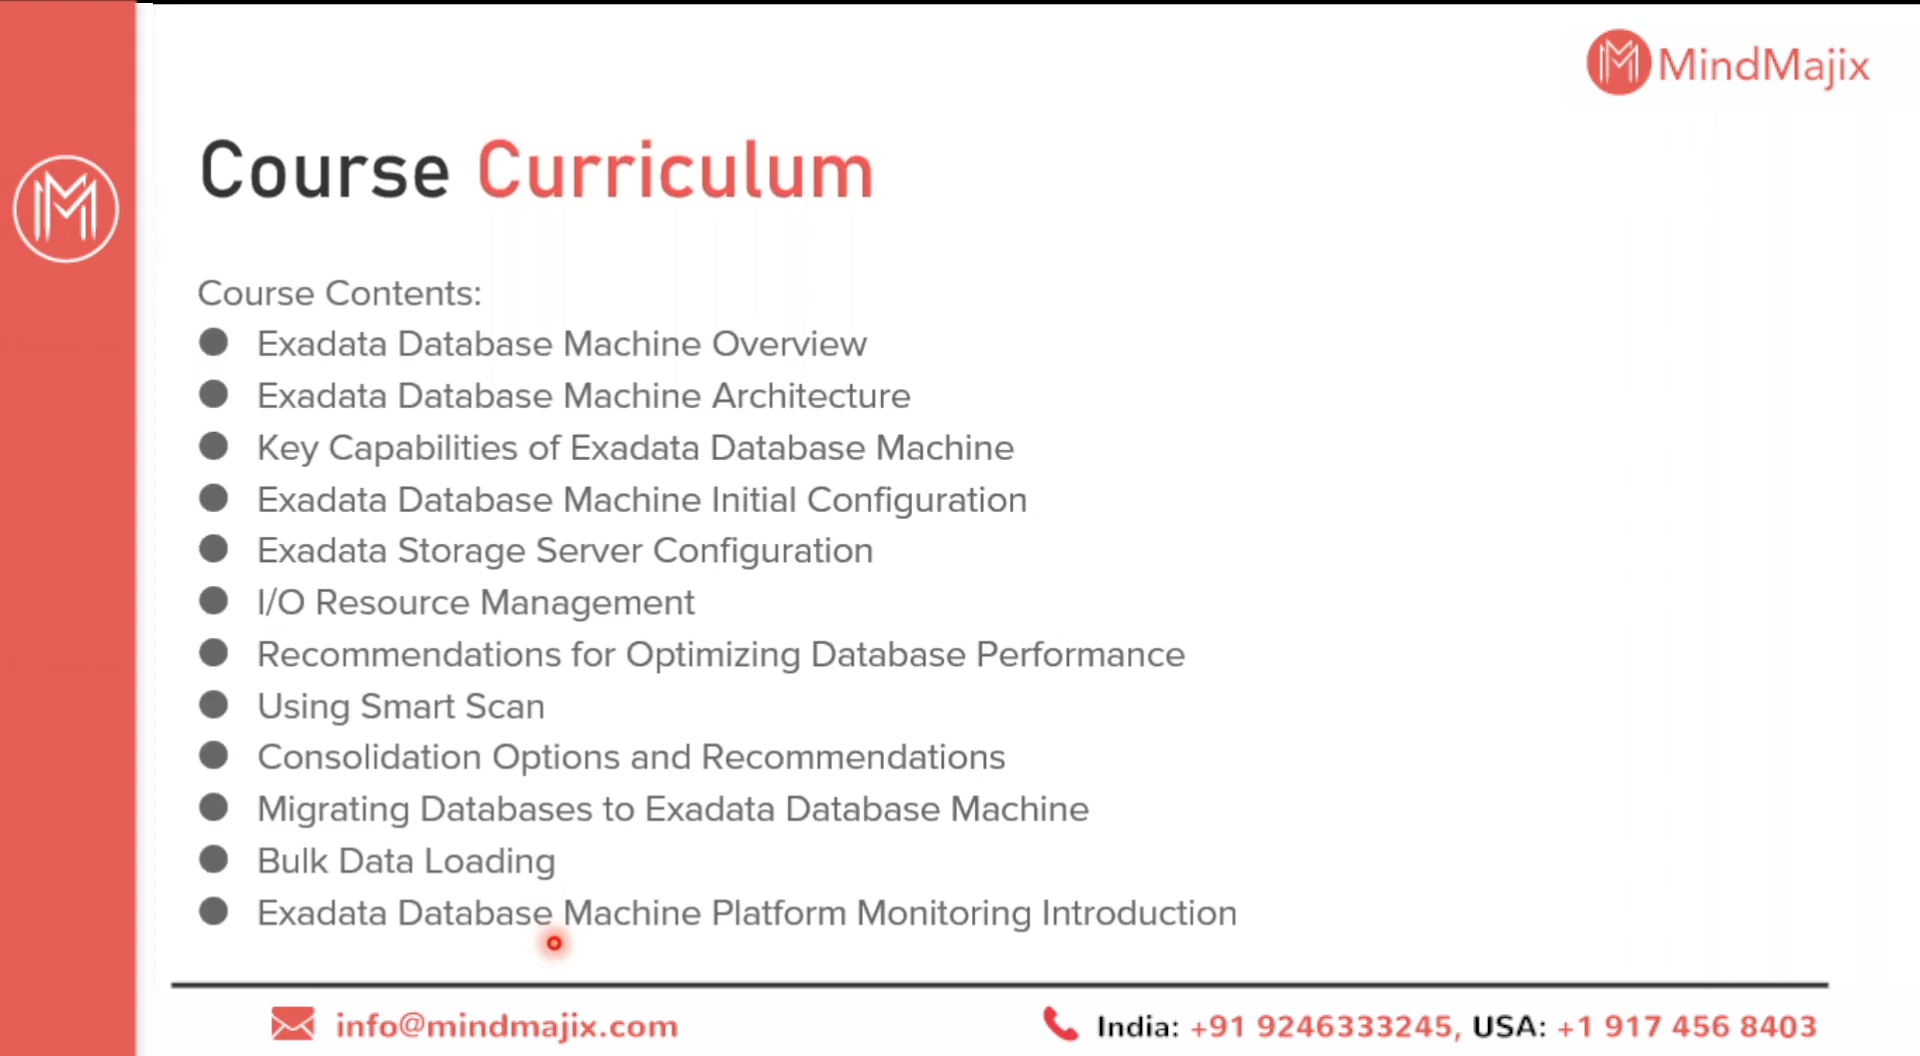 MindMajix
Course Curriculum
Course Contents:
Exadata Database Machine Overview
Exadata Database Machine Architecture
Key Capabilities of Exadata Database Machine
Exadata Database Machine Initial Configuration
Exadata Storage Server Configuration
I/O Resource Management
Recommendations for Optimizing Database Performance
Using Smart Scan
Consolidation Options and Recommendations
Migrating Databases to Exadata Database Machine
Bulk Data Loading
Exadata Database Machine Platform Monitoring Introduction
info@mindmajix.com
India: +91 9246333245, USA: +1 917 456 8403